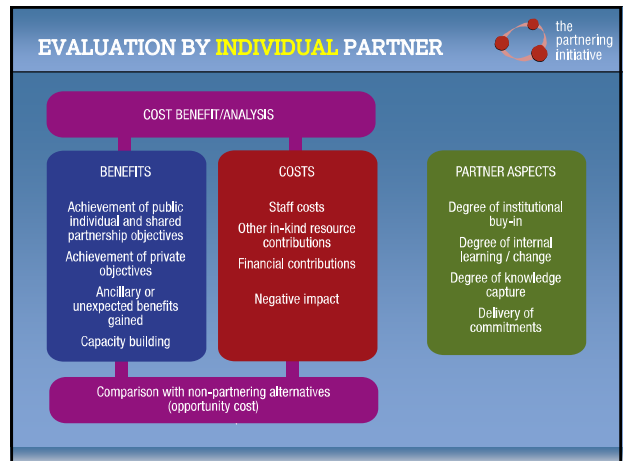 EVALUATION BY INDIVIDUAL PARTNER
the
partnering
initiative
COST BENEFIT/ANALYSIS
BENEFITS
Achievement of public
individual and shared
partnership objectives
Achievement of private
objectives
Ancillary or
unexpected benefits
gained
Capacity building
COSTS
Staff costs
Other in-kind resource
contributions
Financial contributions
Negative impact
PARTNER ASPECTS
Degree of institutional
buy-in
Degree of internal
learning / change
Degree of knowledge
capture
Delivery of
commitments
Comparison with non-partnering alternatives
(opportunity cost)